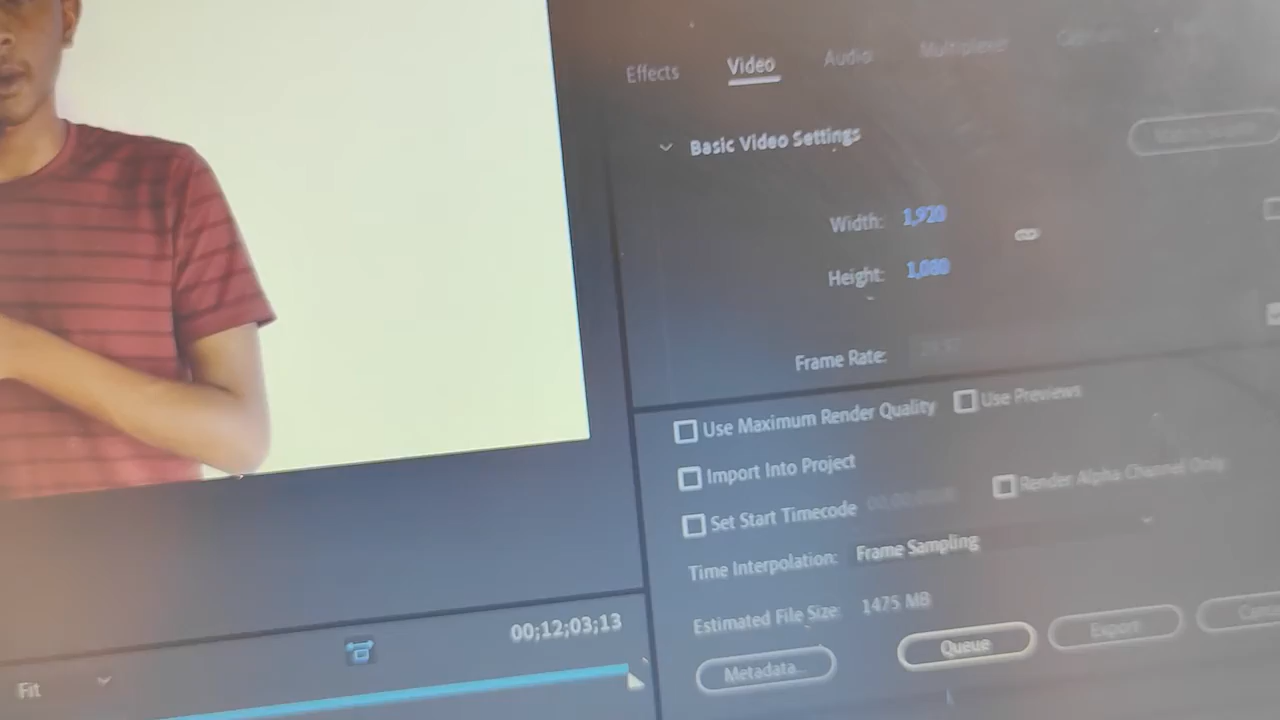 Effects Video Audio Multiplexer
Basic Video Settings
Width: 1,920
Height: 1,080
Frame Rate:
Use Maximum Render Quality Use Previews
Import Into Project
Set Start Timecode
Render Alpha Channel Only
Time Interpolation: Frame Sampling
Estimated File Size: 1475 MB
Metadata... Queue Export
00;12;03;13
Fit